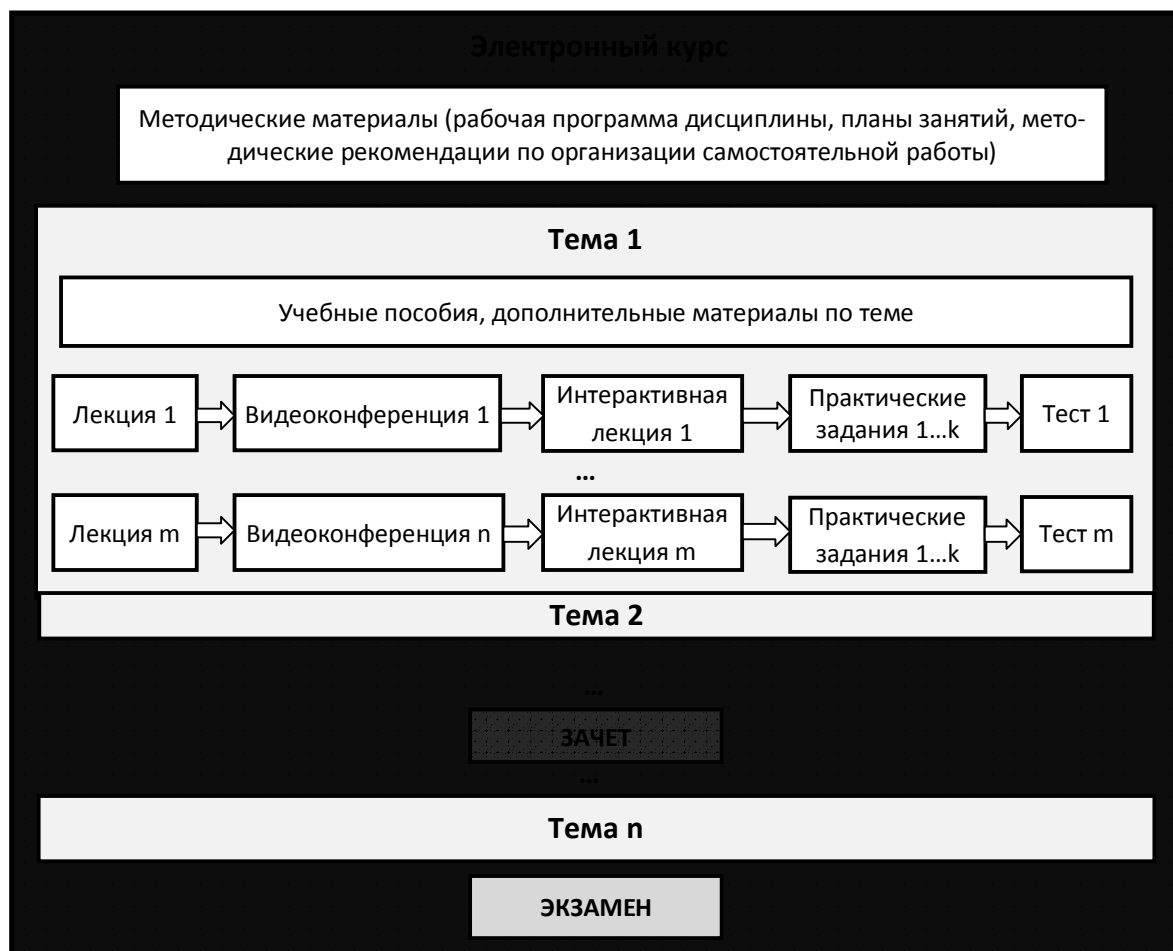 Электронный курс
Методические материалы (рабочая программа дисциплины, планы занятий, мето-
дические рекомендации по организации самостоятельной работы)
Тема 1
Учебные пособия, дополнительные материалы по теме
Лекция 1
Видеоконференция 1
Интерактивная
лекция 1
Практические
задания 1...k
Тест 1
...
Лекция m
Видеоконференция n
Интерактивная
лекция m
Практические
задания 1...k
Тест m
Тема 2
...
ЗАЧЕТ
...
Тема n
ЭКЗАМЕН